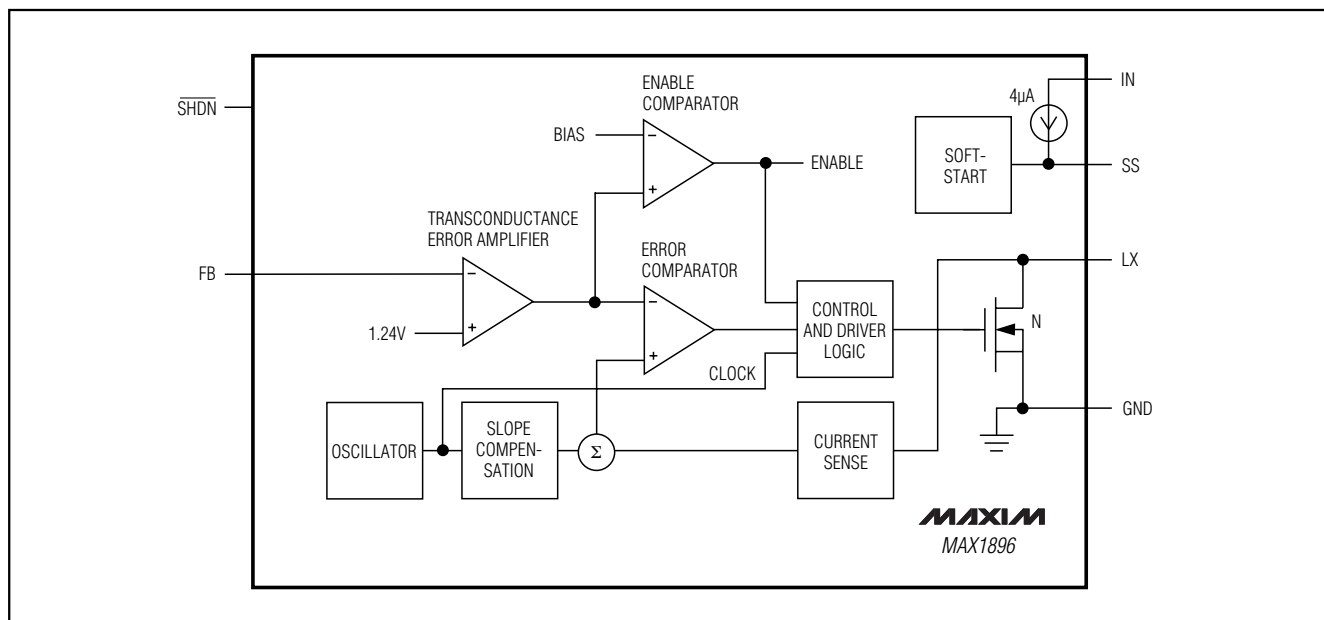 SHDN
ENABLE
COMPARATOR
BIAS
−
+
ENABLE
IN
4µA
SOFT-
START
SS
TRANSCONDUCTANCE
ERROR AMPLIFIER
FB
−
1.24V
+
ERROR
COMPARATOR
−
+
CLOCK
CONTROL
AND DRIVER
LOGIC
LX
N
GND
OSCILLATOR
SLOPE
COMPEN-
SATION
Σ
CURRENT
SENSE
MAXIM
MAX1896